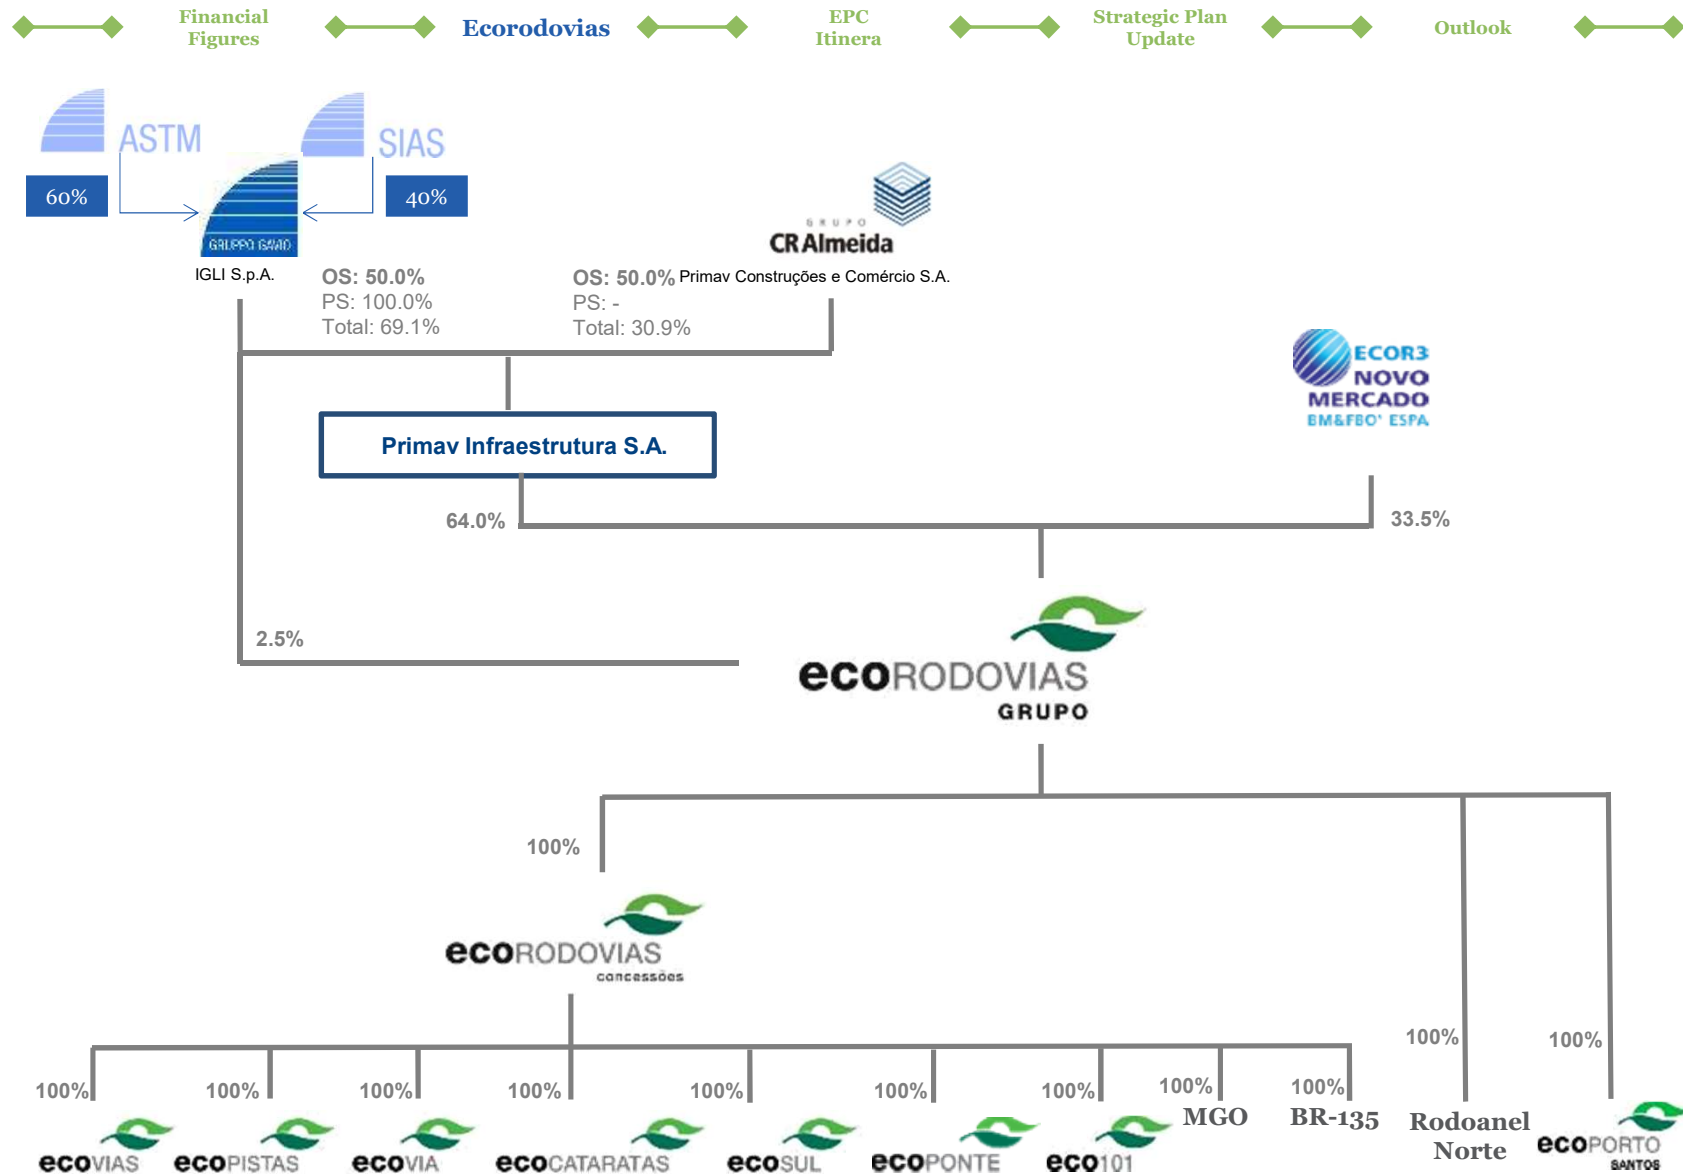 Financial
Figures
Ecorodovias
EPC
Itinera
Strategic Plan
Update
Outlook
ASTM
SIAS
60%
40%
GRUPPO GAVIO
IGLI S.p.A.
OS: 50.0%
PS: 100.0%
Total: 69.1%
GRUPO
CR Almeida
OS: 50.0%
Primav Construções e Comércio S.A.
PS: -
Total: 30.9%
ECOR3
NOVO
MERCADO
BM&FBO' ESPA
Primav Infraestrutura S.A.
64.0%
33.5%
2.5%
ecoRODOVIAS
GRUPO
100%
ecoRODOVIAS
concessões
100%
100%
100%
100%
100%
100%
100%
100%
100%
100%
100%
ecoVIAS
ecoPISTAS
ecoVIA
ecoCATARATAS
ecoSUL
ecoPONTE
eco101
MGO
BR-135
Rodoanel
Norte
ecoPORTO
SANTOS